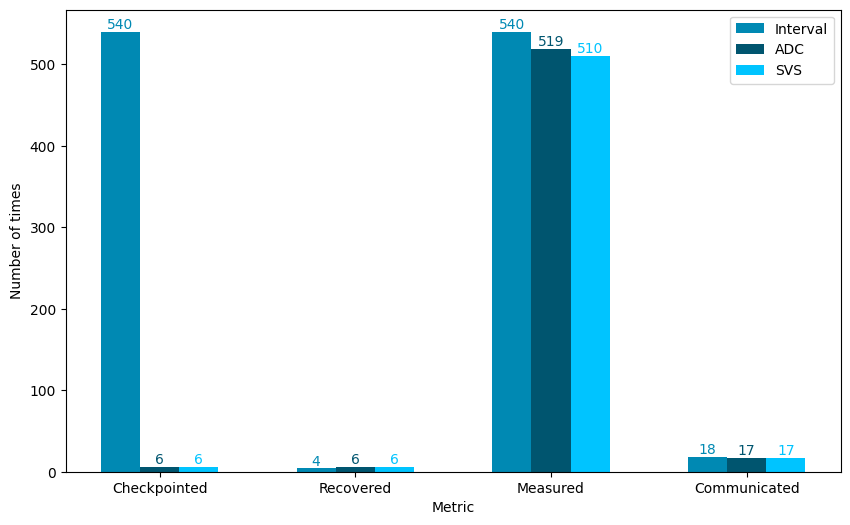 540
540
519
510
Interval
ADC
SVS
500
400
300
200
100
0
Number of times
6
6
4
6
6
18
17
17
Checkpointed
Recovered
Measured
Communicated
Metric